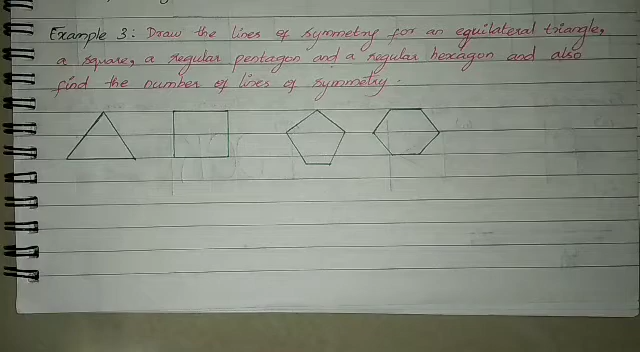 Example 3: Draw the lines of symmetry for an equilateral triangle,
a square, a regular pentagon and a regular hexagon and also
find the number of lines of symmetry.